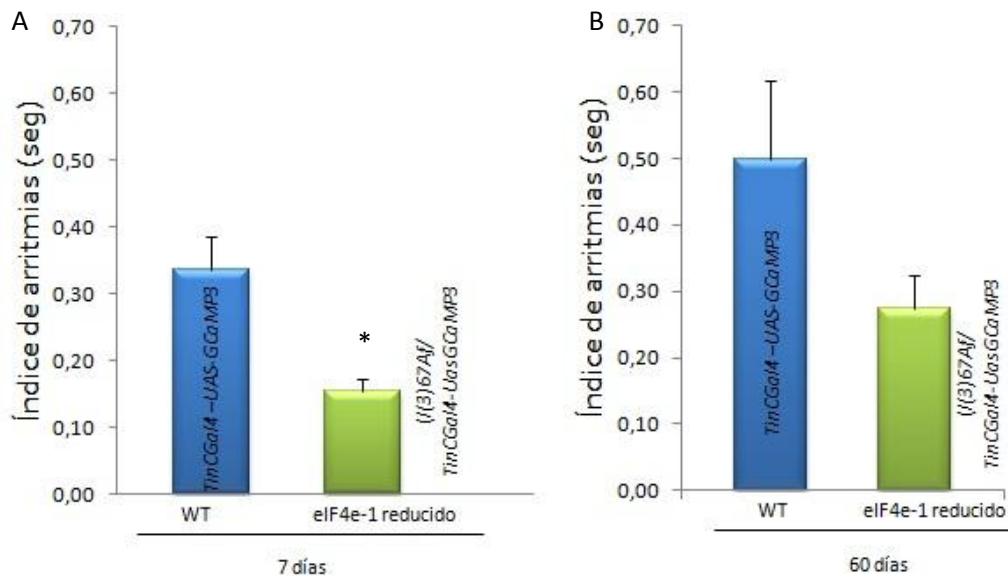 A
0,70
0,60
0,50
0,40
0,30
0,20
0,10
0,00
Índice de arritmias (seg)
TinCGal4 –UAS-GCaMP3
*
(l(3)67Af/
TinCGal4-UasGCaMP3
WT
eIF4e-1 reducido
7 días
B
0,70
0,60
0,50
0,40
0,30
0,20
0,10
0,00
Índice de arritmias (seg)
TinCGal4 –UAS-GCaMP3
(l(3)67Af/
TinCGal4-UasGCaMP3
WT
eIF4e-1 reducido
60 días